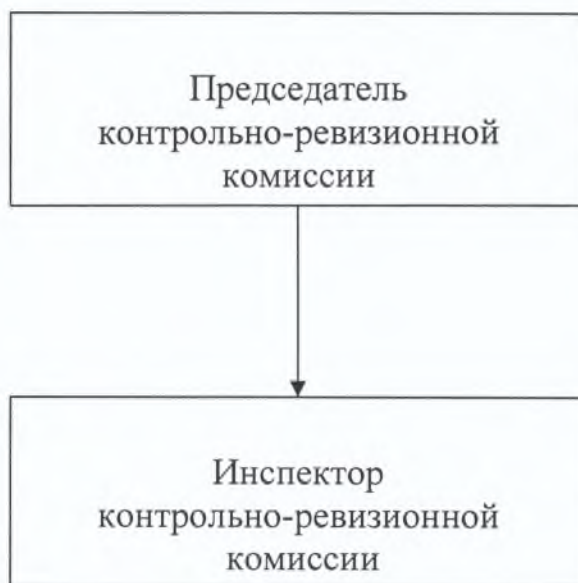 Председатель
контрольно-ревизионной
комиссии
Инспектор
контрольно-ревизионной
комиссии